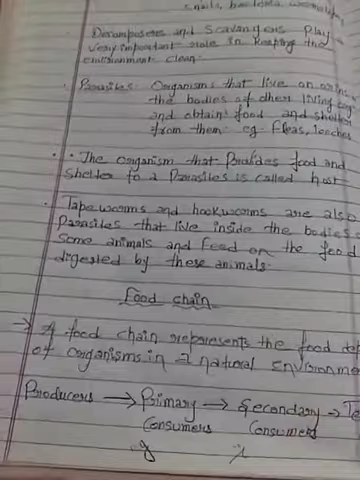 snails, bacteria
• Decomposers and Scavangers Play
very important role in keeping the
environment clean.
• Parasites: Organisms that live on or in
the bodies of other living
and obtain food and shelter
from them. eg Fleas, leeches
• The organism that Provides food and
shelter to a Parasites is called host
• Tapeworms and hookworms are also
Parasites that live inside the bodies
some animals and feed on the food
digested by these animals.
Food chain
→ A food chain represents the food
of organisms in a natural environme
Producers → Primary → Secondary → Te
Consumers Consumers